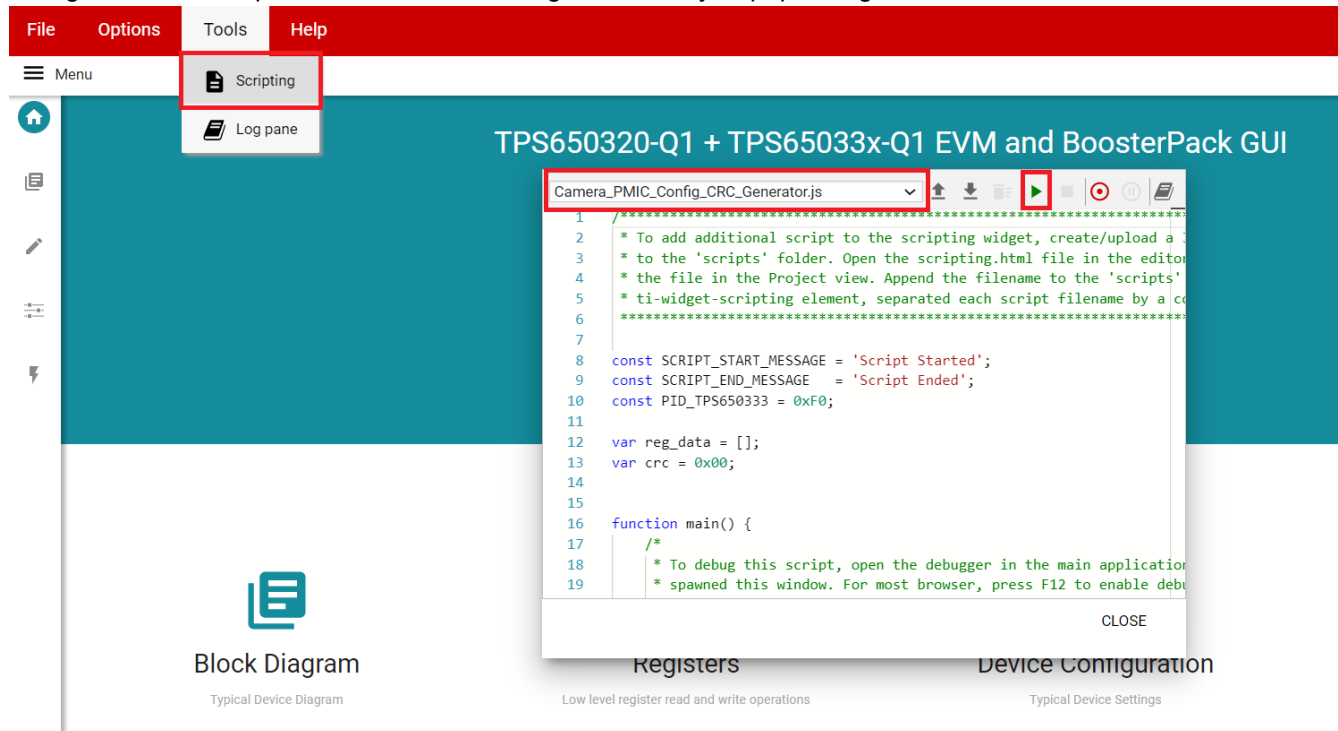 File Options Tools Help
Menu
Scripting
Log pane
TPS650320-Q1 + TPS65033x-Q1 EVM and BoosterPack GUI
Camera_PMIC_Config_CRC_Generator.js
1 /********************************************************************
2 * To add additional script to the scripting widget, create/upload a
3 * to the 'scripts' folder. Open the scripting.html file in the editor
4 * the file in the Project view. Append the filename to the 'scripts'
5 * ti-widget-scripting element, separated each script filename by a co
6 ********************************************************************
7
8 const SCRIPT_START_MESSAGE = 'Script Started';
9 const SCRIPT_END_MESSAGE   = 'Script Ended';
10 const PID_TPS650333 = 0xF0;
11
12 var reg_data = [];
13 var crc = 0x00;
14
15
16 function main() {
17 /*
18 * To debug this script, open the debugger in the main application
19 * spawned this window. For most browser, press F12 to enable debu
CLOSE
Block Diagram
Typical Device Diagram
Registers
Low level register read and write operations
Device Configuration
Typical Device Settings